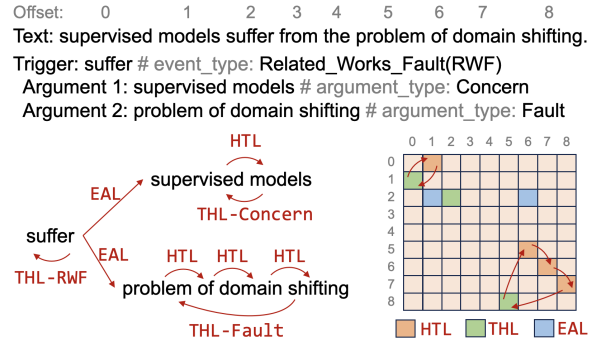 Offset: 0 1 2 3 4 5 6 7 8
Text: supervised models suffer from the problem of domain shifting.
Trigger: suffer # event_type: Related_Works_Fault(RWF)
Argument 1: supervised models # argument_type: Concern
Argument 2: problem of domain shifting # argument_type: Fault
HTL
supervised models
EAL
THL-Concern
suffer
EAL
THL-RWF
HTL HTL HTL
problem of domain shifting
THL-Fault
0 1 2 3 4 5 6 7 8
0
1
2
3
4
5
6
7
8
HTL THL EAL